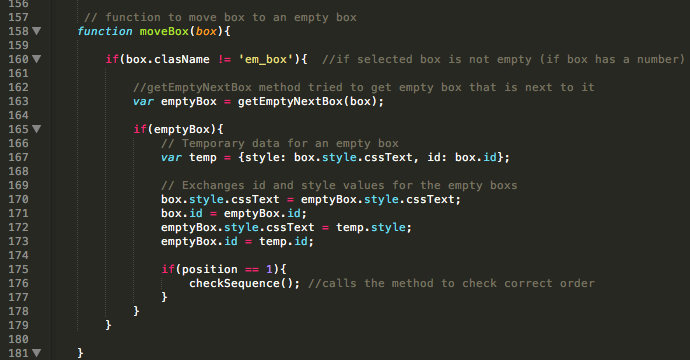 156
157 // function to move box to an empty box
158 function moveBox(box){
159
160 if(box.clasName != 'em_box'){ //if selected box is not empty (if box has a number)
161
162 //getEmptyNextBox method tried to get empty box that is next to it
163 var emptyBox = getEmptyNextBox(box);
164
165 if(emptyBox){
166 // Temporary data for an empty box
167 var temp = {style: box.style.cssText, id: box.id};
168
169 // Exchanges id and style values for the empty boxs
170 box.style.cssText = emptyBox.style.cssText;
171 box.id = emptyBox.id;
172 emptyBox.style.cssText = temp.style;
173 emptyBox.id = temp.id;
174
175 if(position == 1){
176 checkSequence(); //calls the method to check correct order
177 }
178 }
179 }
180
181 }